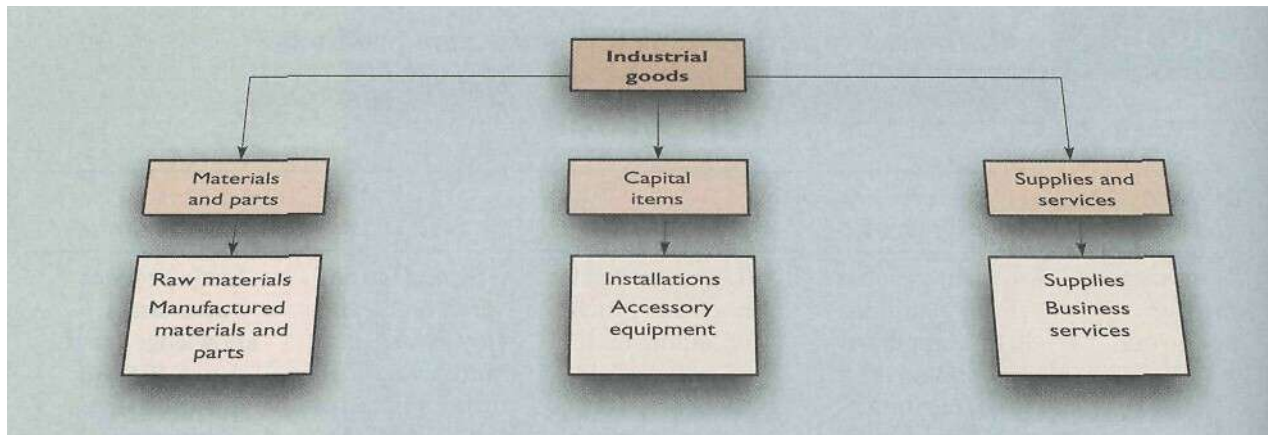 Industrial
goods
Materials
and parts
Capital
items
Supplies and
services
Raw materials
Manufactured
materials and
parts
Installations
Accessory
equipment
Supplies
Business
services